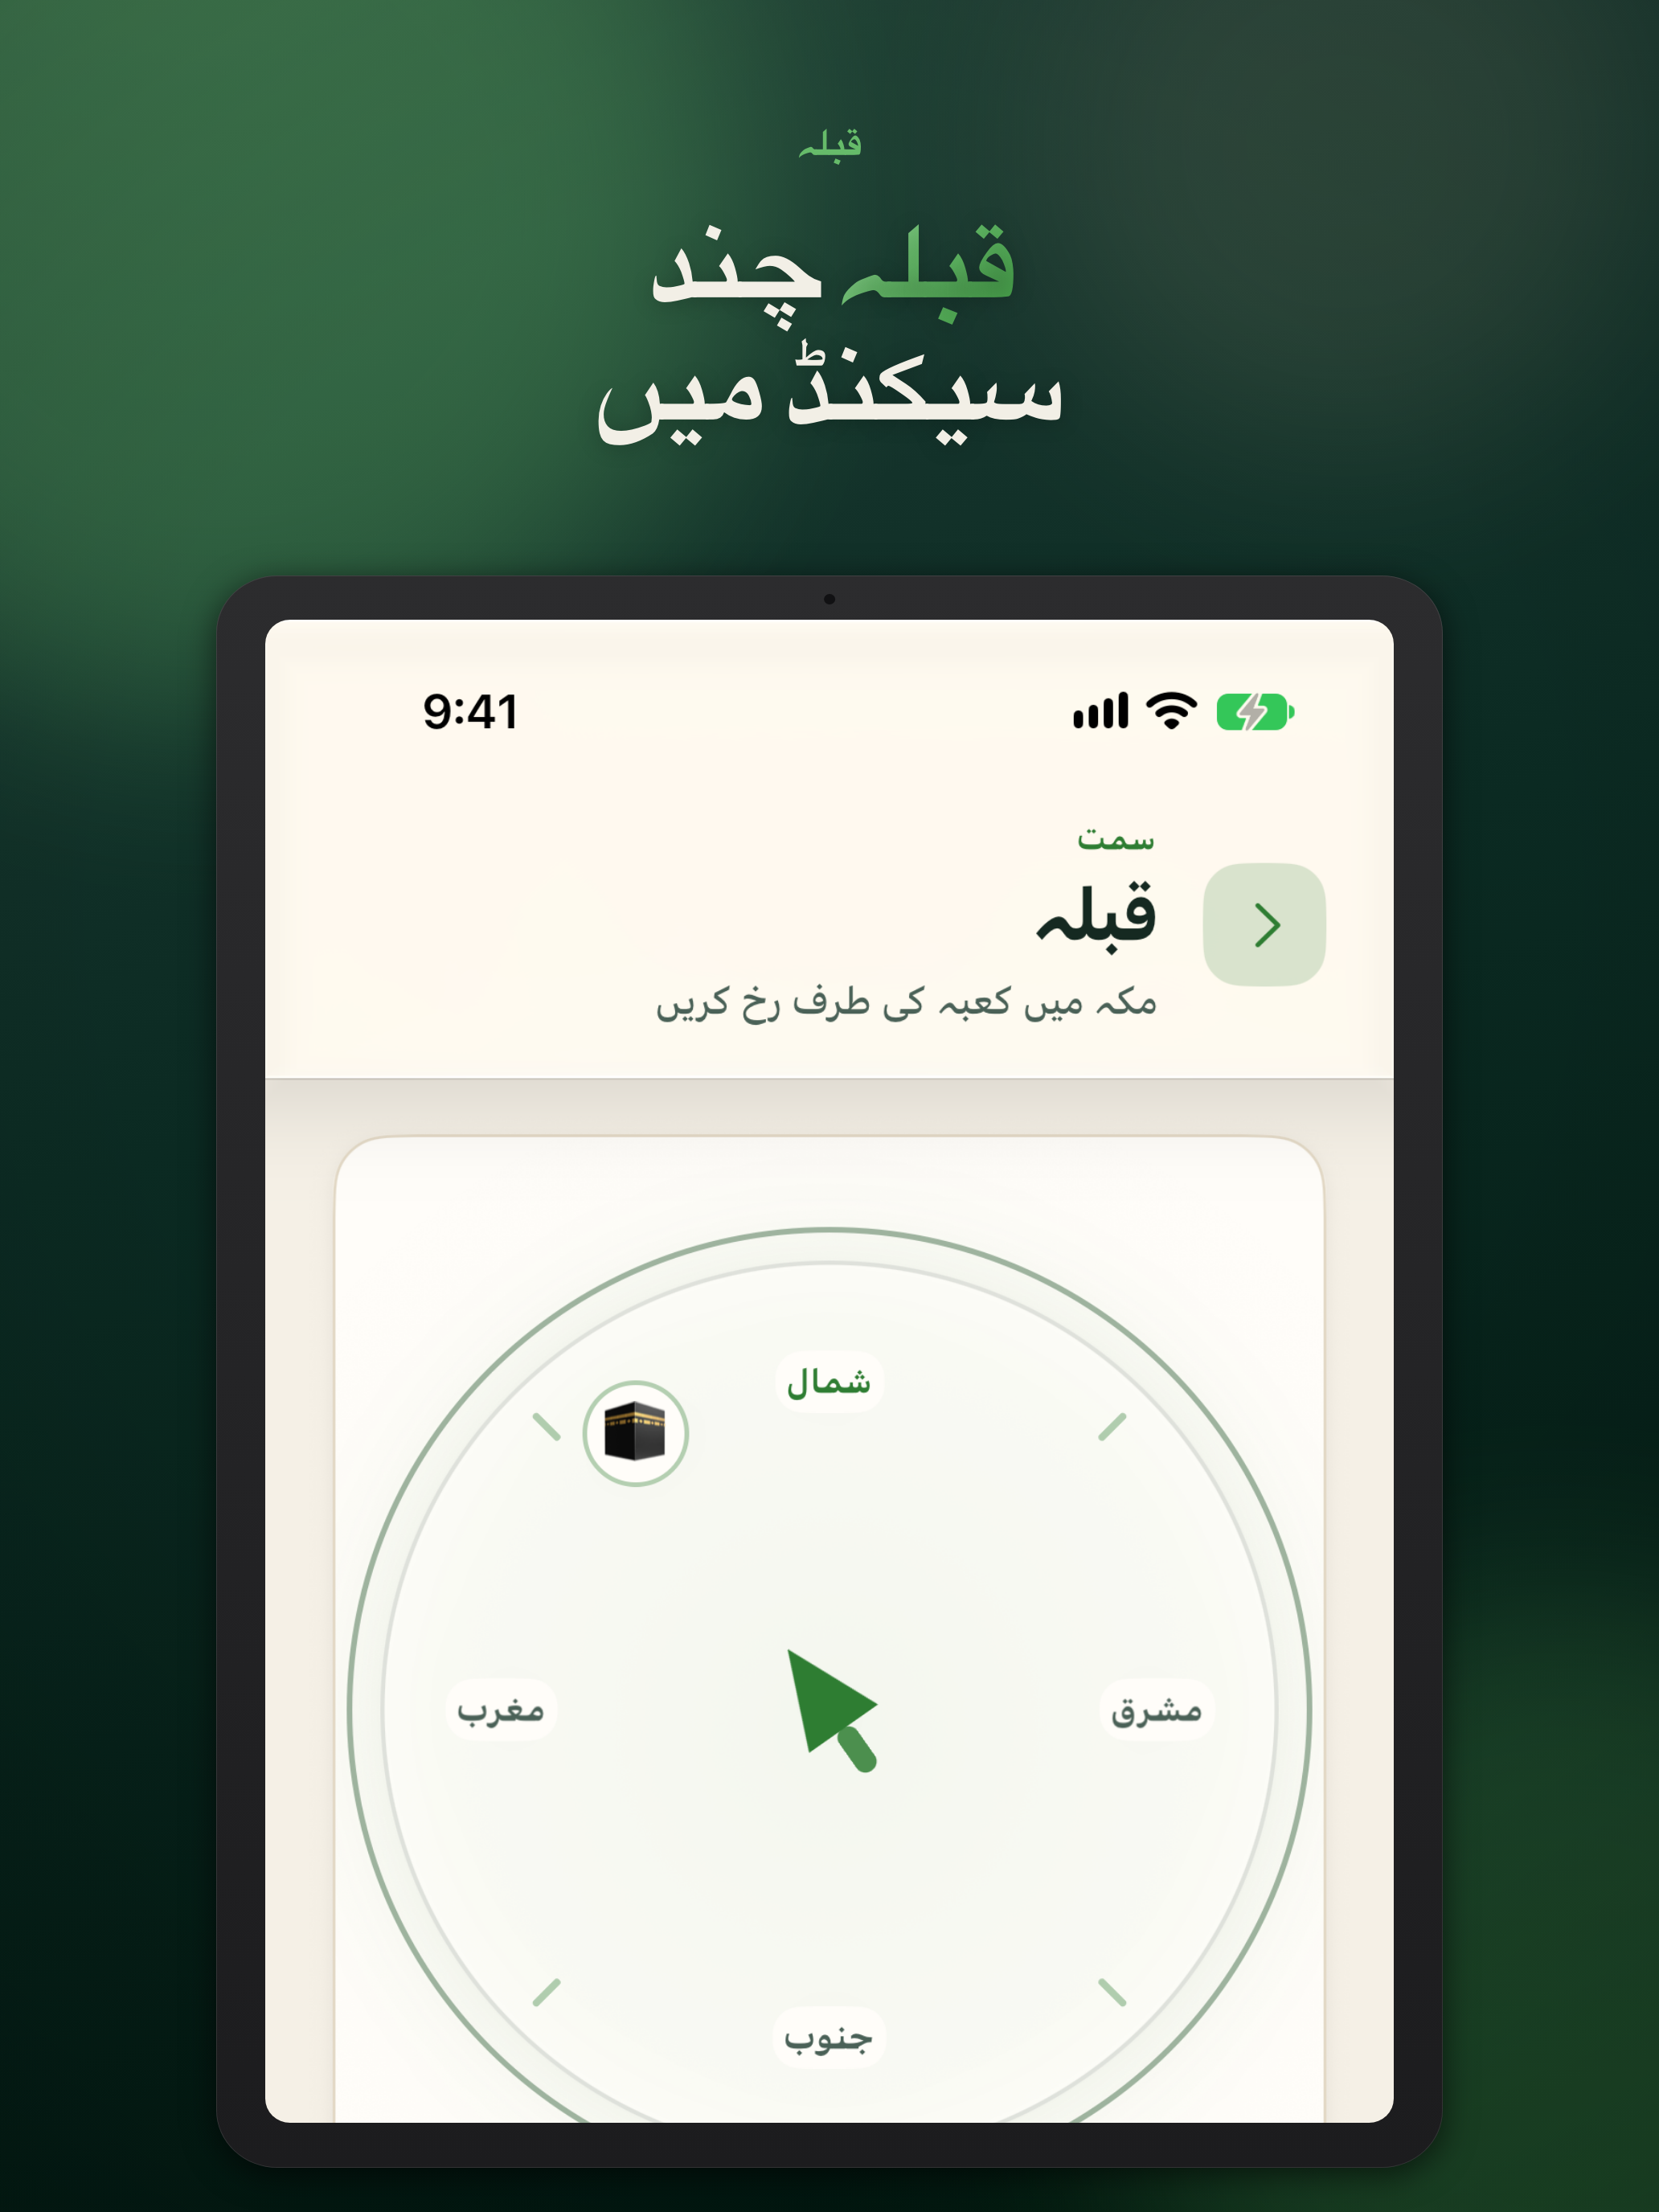 قبلہ
قبلہ چند
سیکنڈ میں
9:41
سمت
قبلہ
مکہ میں کعبہ کی طرف رخ کریں
شمال
مغرب
مشرق
جنوب